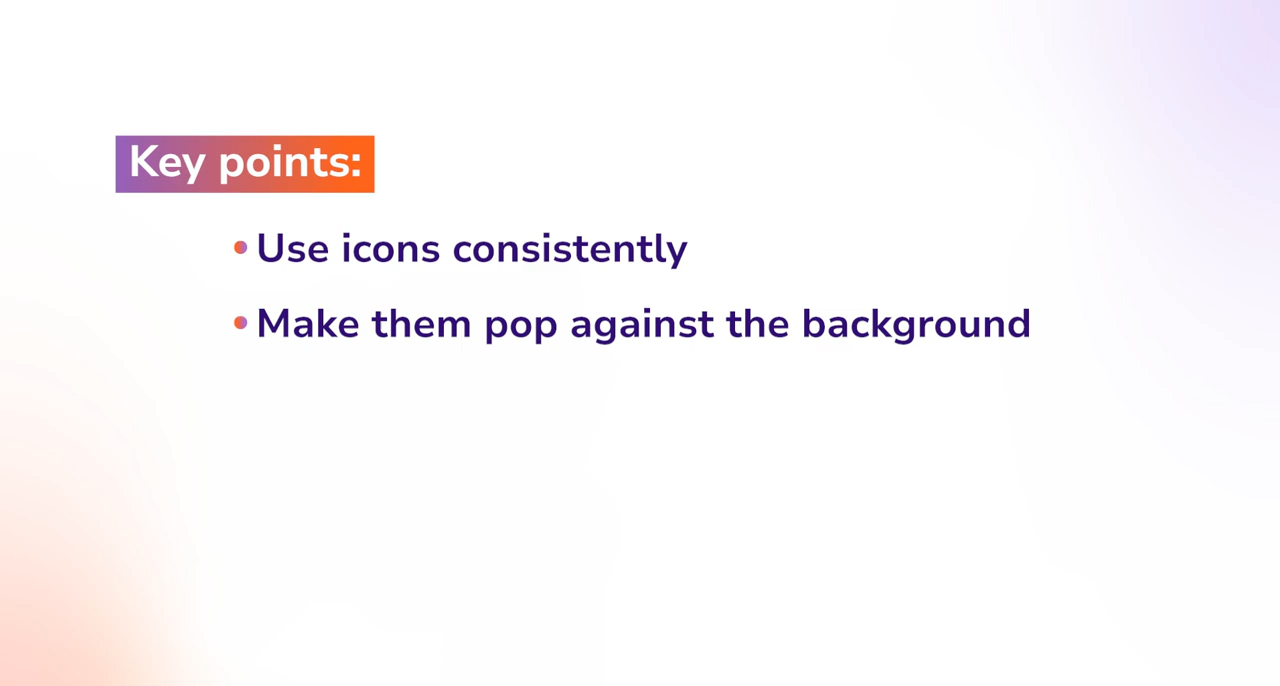 Key points:
• Use icons consistently
• Make them pop against the background